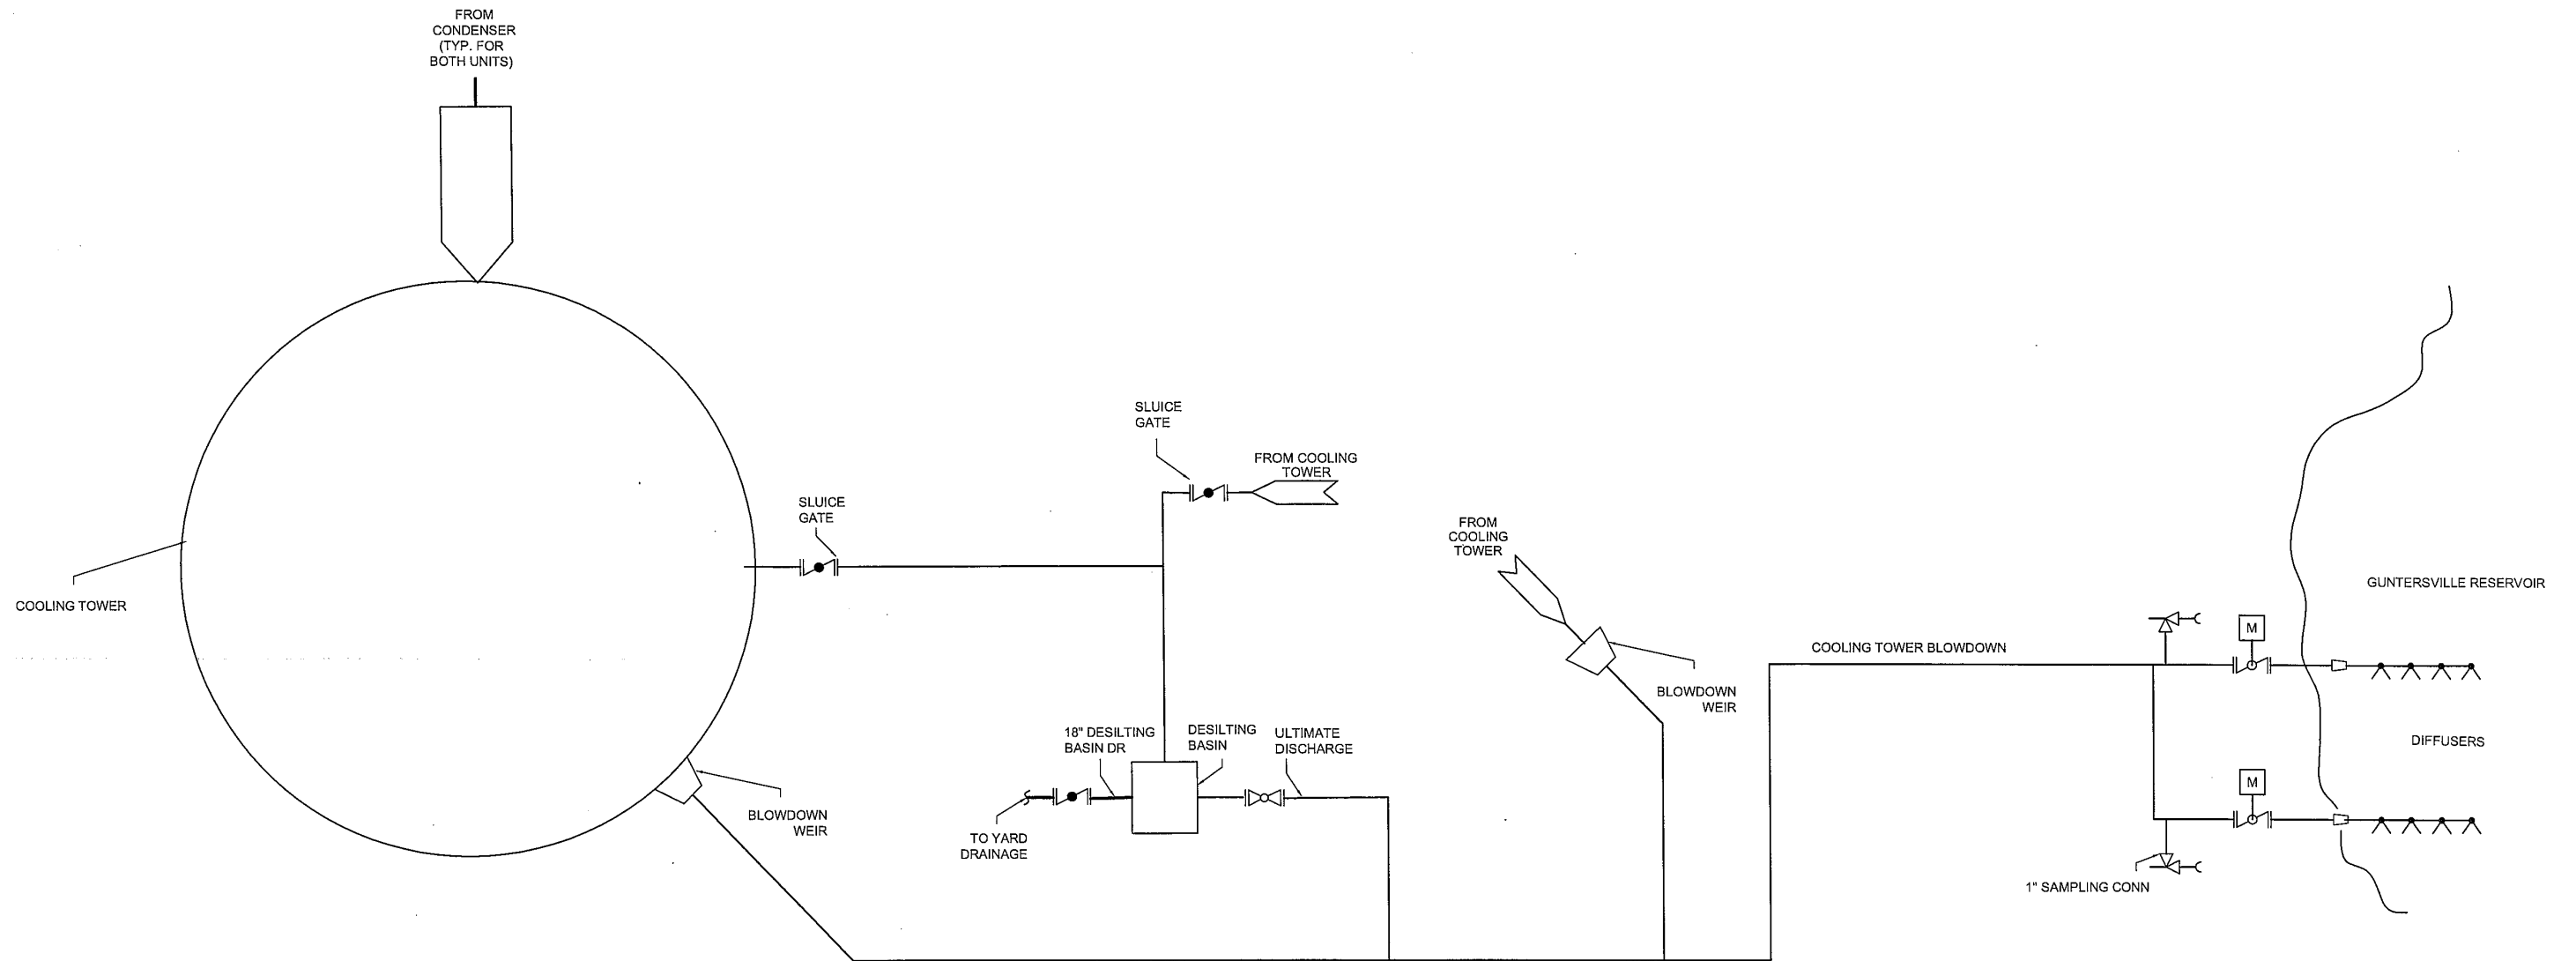 FROM
CONDENSER
(TYP. FOR
BOTH UNITS)
SLUICE
GATE
FROM COOLING
TOWER
SLUICE
GATE
FROM
COOLING
TOWER
COOLING TOWER
GUNTERSVILLE RESERVOIR
M
COOLING TOWER BLOWDOWN
BLOWDOWN
WEIR
18" DESILTING
BASIN DR
DESILTING
BASIN
ULTIMATE
DISCHARGE
DIFFUSERS
M
BLOWDOWN
WEIR
TO YARD
DRAINAGE
1" SAMPLING CONN